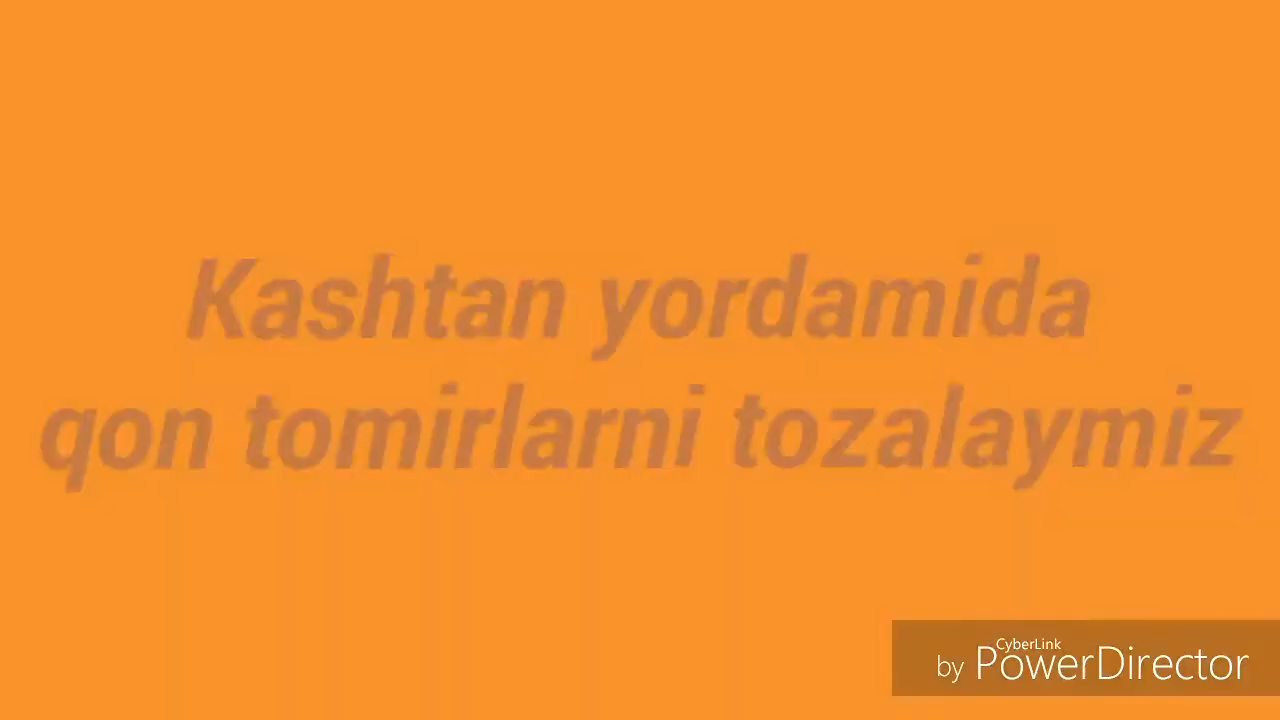 Kashtan yordamida
qon tomirlarni tozalaymiz
CyberLink
by PowerDirector